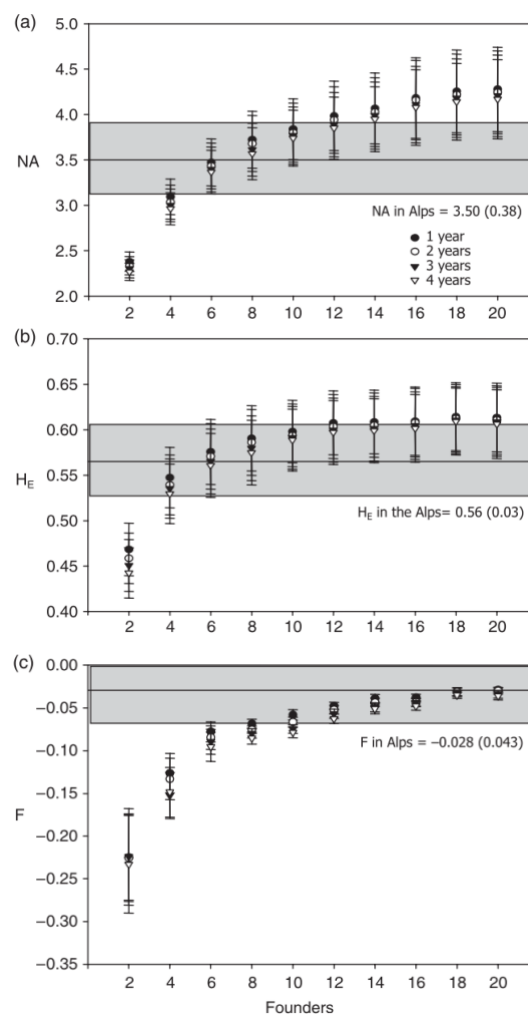 (a)
5.0
4.5
4.0
3.5
3.0
2.5
2.0
NA
NA in Alps = 3.50 (0.38)
1 year
2 years
3 years
4 years
2 4 6 8 10 12 14 16 18 20
(b)
0.70
0.65
0.60
0.55
0.50
0.45
0.40
H_E
H_E in the Alps= 0.56 (0.03)
2 4 6 8 10 12 14 16 18 20
(c)
0.00
−0.05
−0.10
−0.15
−0.20
−0.25
−0.30
−0.35
F
F in Alps = −0.028 (0.043)
2 4 6 8 10 12 14 16 18 20
Founders